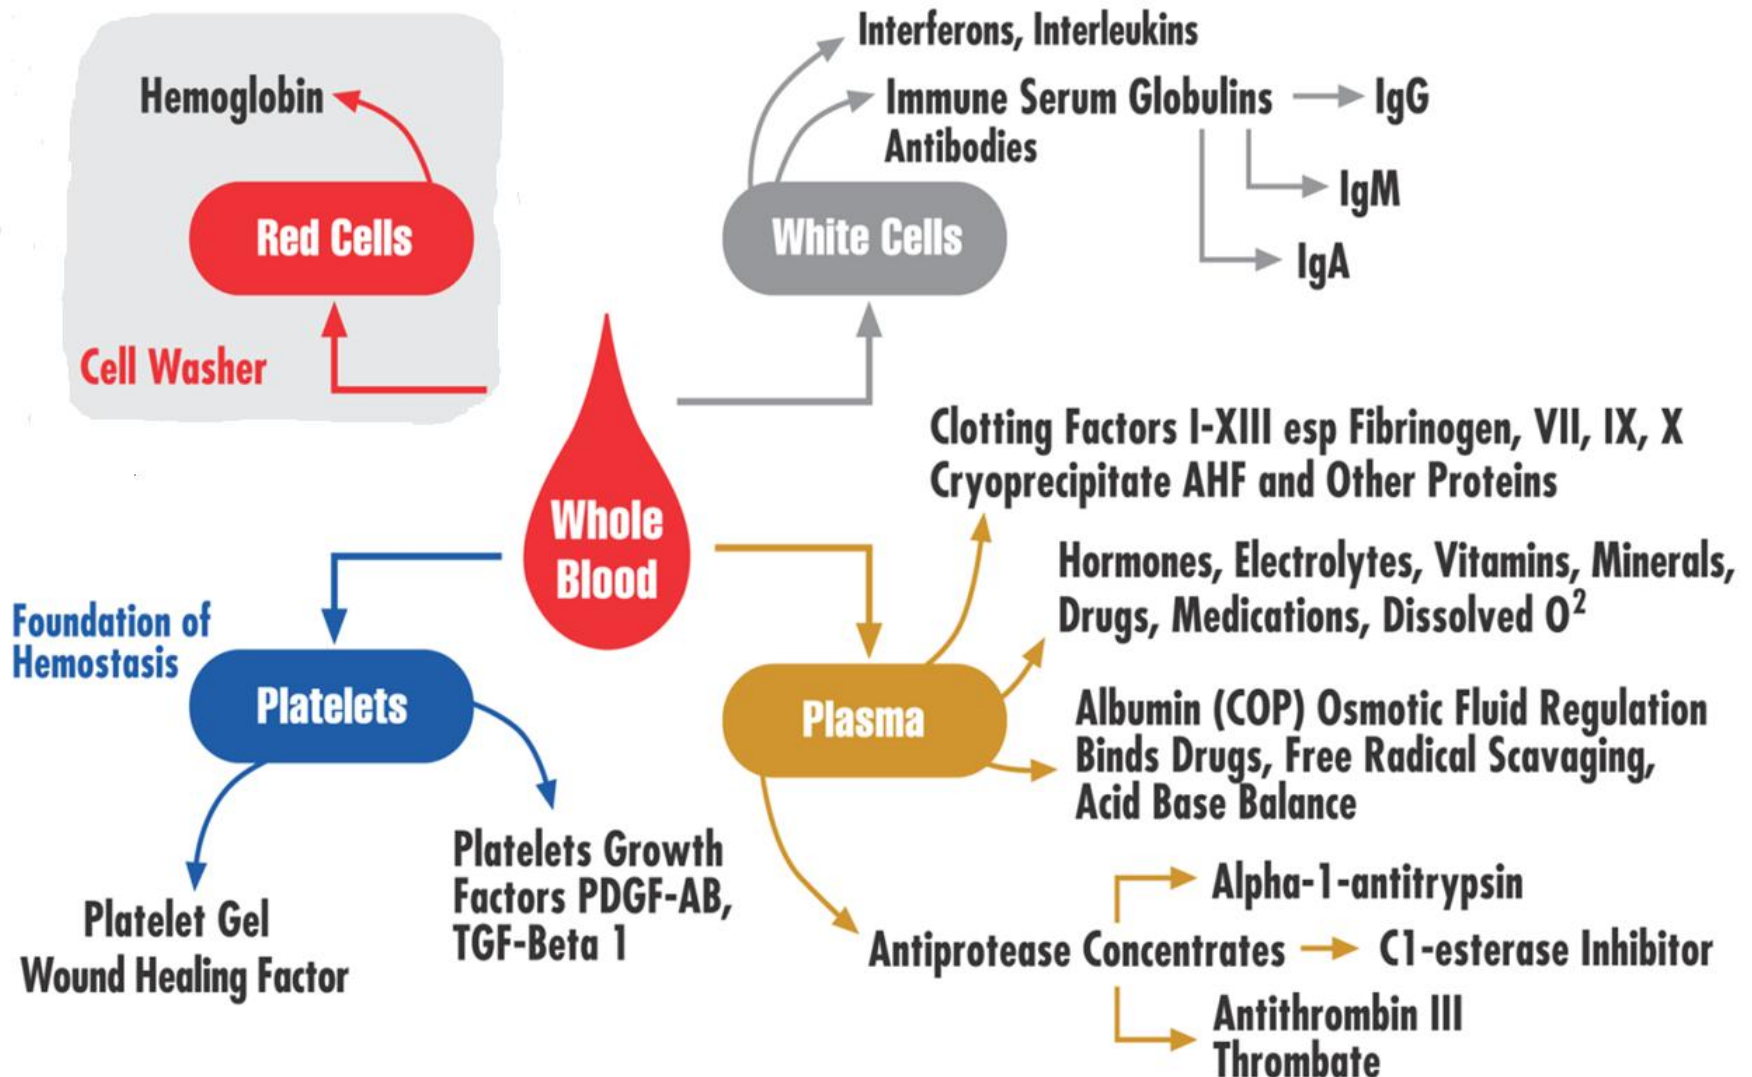 Interferons, Interleukins
Hemoglobin
Immune Serum Globulins
Antibodies
IgG
IgM
IgA
Red Cells
White Cells
Cell Washer
Whole
Blood
Clotting Factors I-XIII esp Fibrinogen, VII, IX, X
Cryoprecipitate AHF and Other Proteins
Hormones, Electrolytes, Vitamins, Minerals,
Drugs, Medications, Dissolved O²
Foundation of
Hemostasis
Platelets
Plasma
Albumin (COP) Osmotic Fluid Regulation
Binds Drugs, Free Radical Scavaging,
Acid Base Balance
Platelets Growth
Factors PDGF-AB,
TGF-Beta 1
Platelet Gel
Wound Healing Factor
Alpha-1-antitrypsin
Antiprotease Concentrates
C1-esterase Inhibitor
Antithrombin III
Thrombate